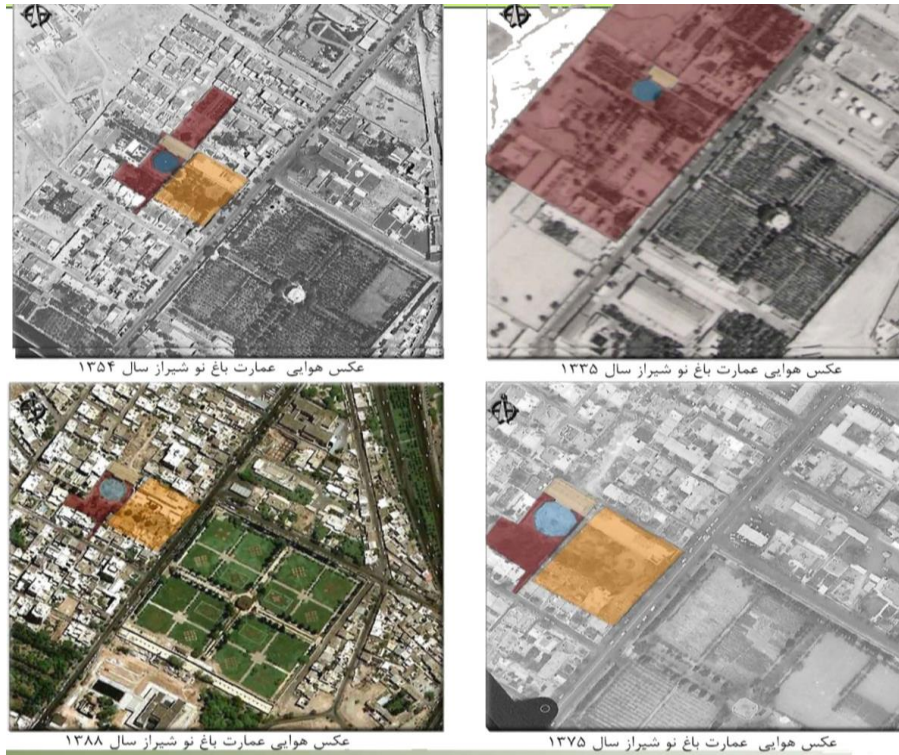 عکس هوایی  عمارت باغ نو شیراز سال ۱۳۳۵
عکس هوایی  عمارت باغ نو شیراز سال ۱۳۵۴
عکس هوایی  عمارت باغ نو شیراز سال ۱۳۷۵
عکس هوایی عمارت باغ نو شیراز سال ۱۳۸۸